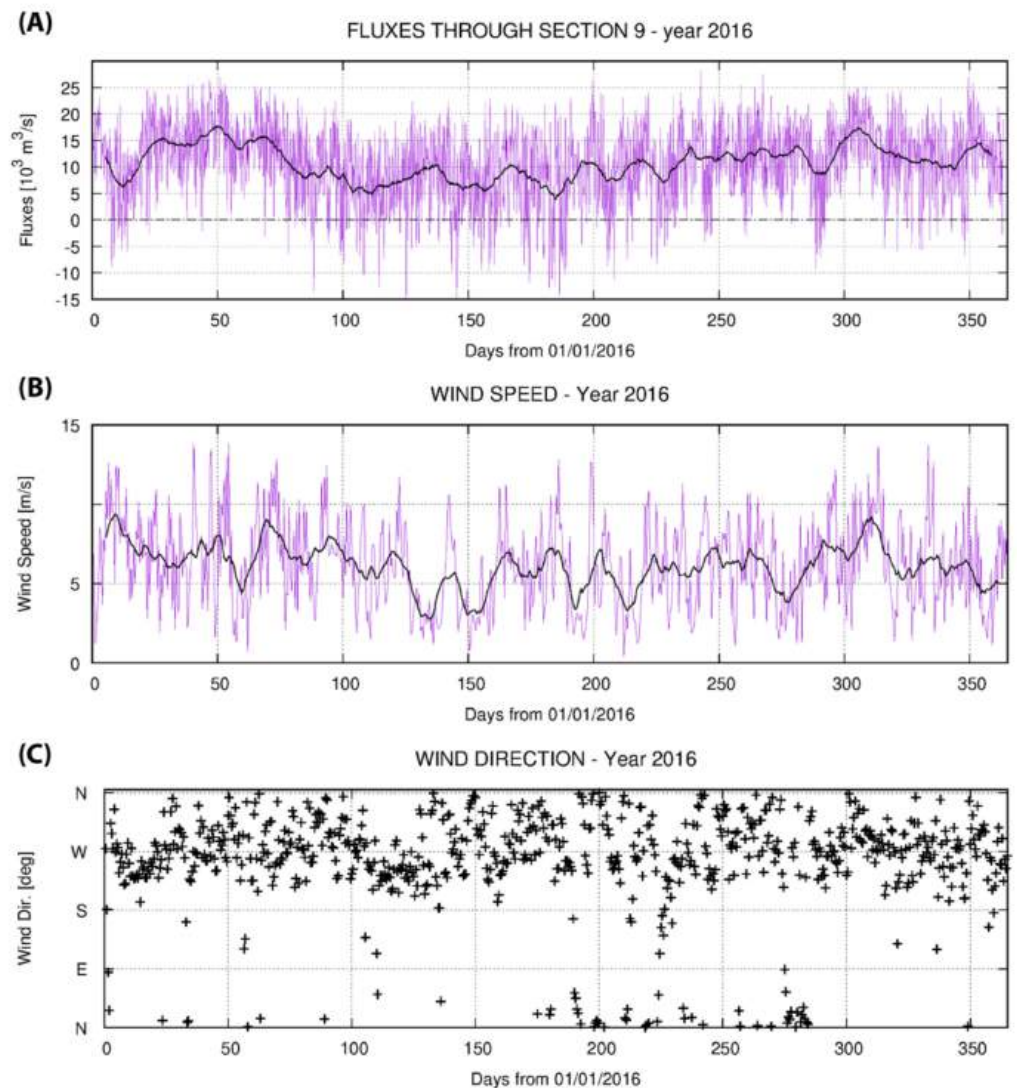 (A)
FLUXES THROUGH SECTION 9 - year 2016
Fluxes [10³ m³/s]
25
20
15
10
5
0
-5
-10
-15
0 50 100 150 200 250 300 350
Days from 01/01/2016
(B)
WIND SPEED - Year 2016
Wind Speed [m/s]
15
5
0
0 50 100 150 200 250 300 350
Days from 01/01/2016
(C)
WIND DIRECTION - Year 2016
Wind Dir. [deg]
N
W
S
E
N
0 50 100 150 200 250 300 350
Days from 01/01/2016